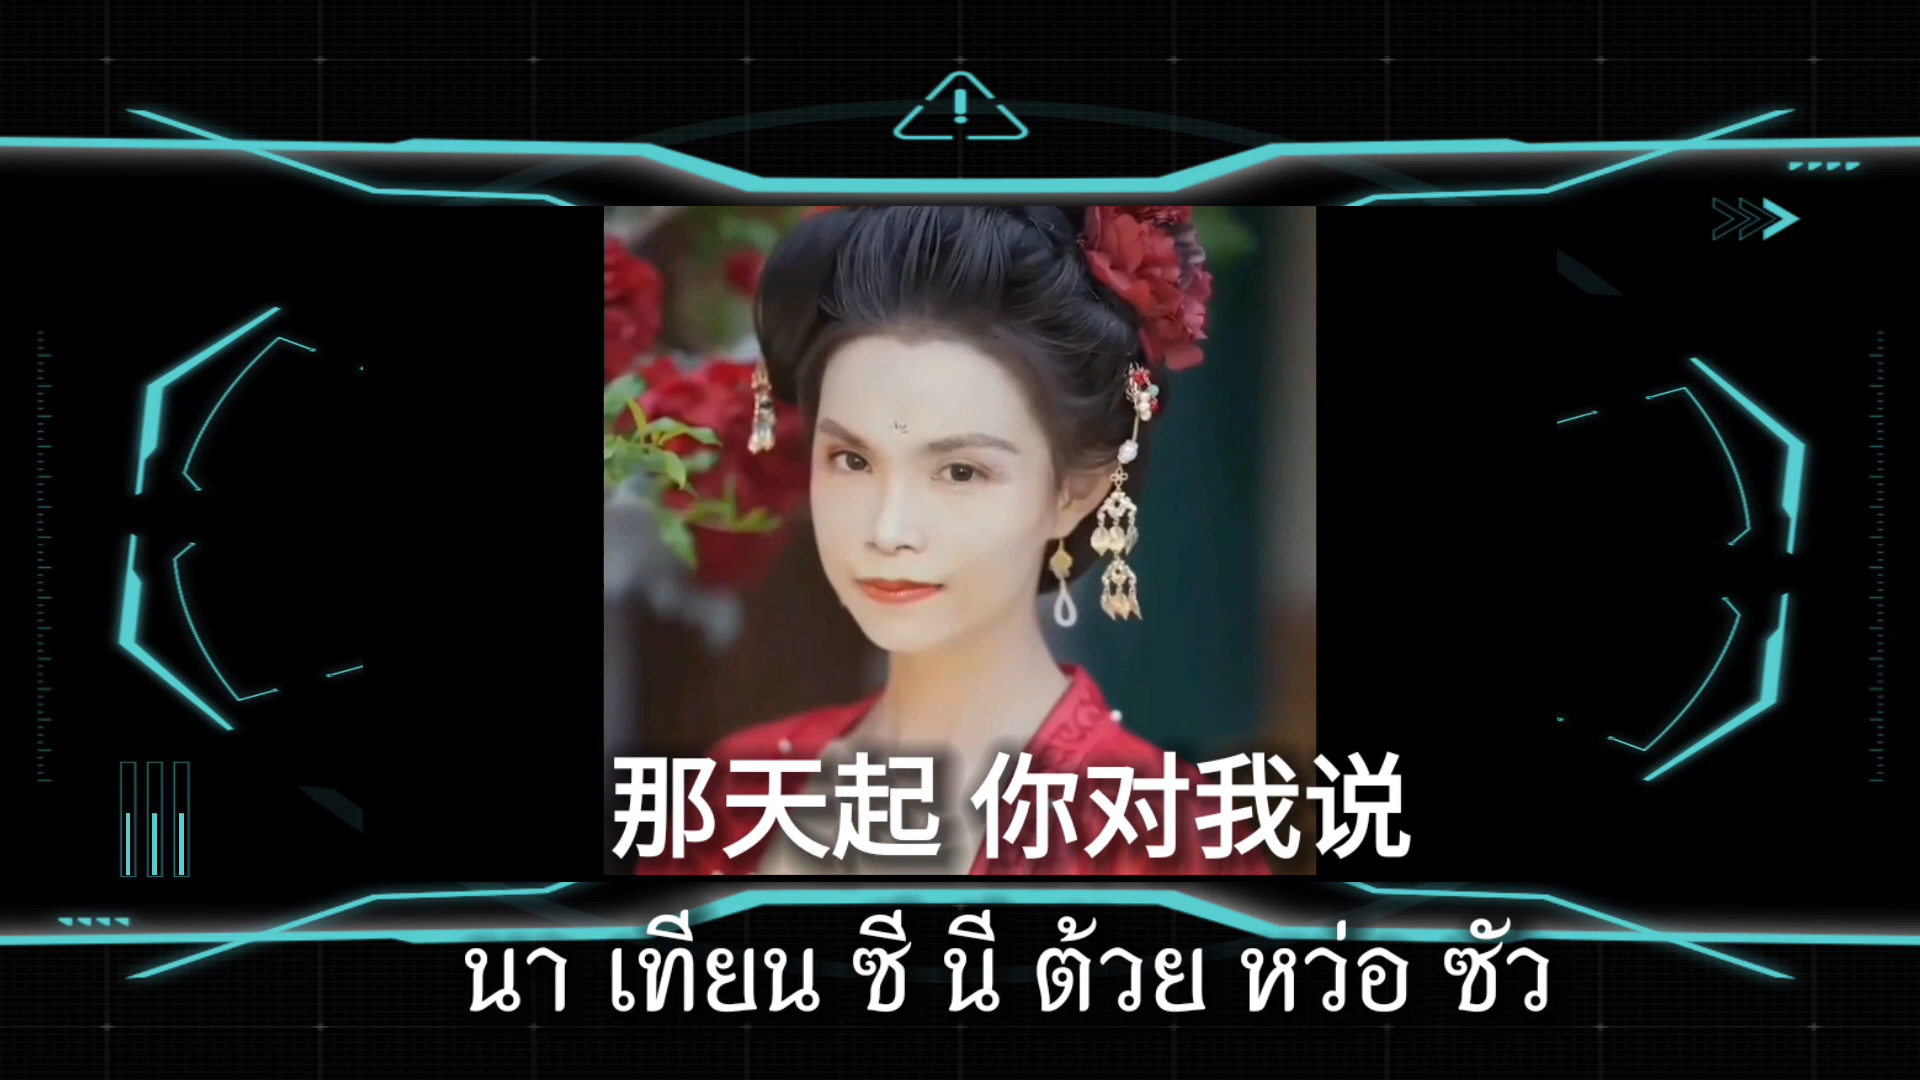 那天起 你对我说
นา เทียน ซี นี ต้วย หว่อ ซัว